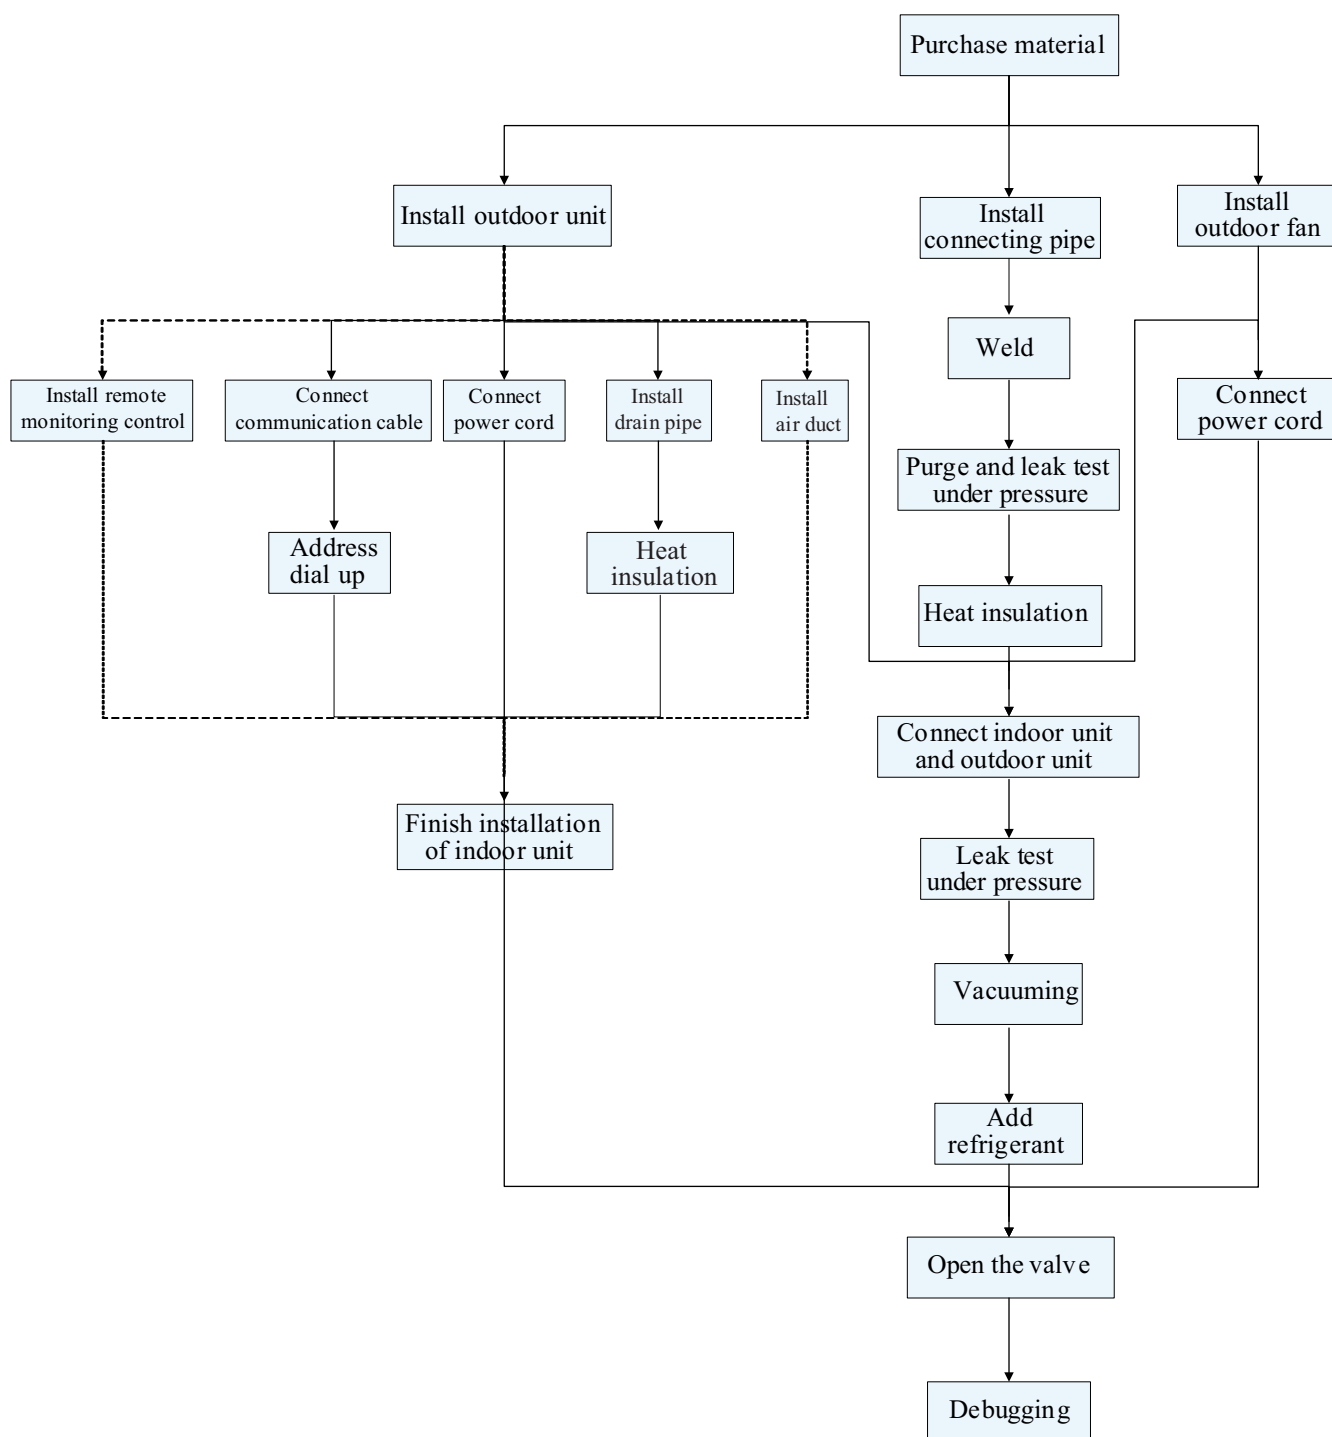 Purchase material
Install outdoor unit
Install
connecting pipe
Install
outdoor fan
Weld
Install remote
monitoring control
Connect
communication cable
Connect
power cord
Install
drain pipe
Install
air duct
Connect
power cord
Purge and leak test
under pressure
Address
dial up
Heat
insulation
Heat insulation
Connect indoor unit
and outdoor unit
Finish installation
of indoor unit
Leak test
under pressure
Vacuuming
Add
refrigerant
Open the valve
Debugging